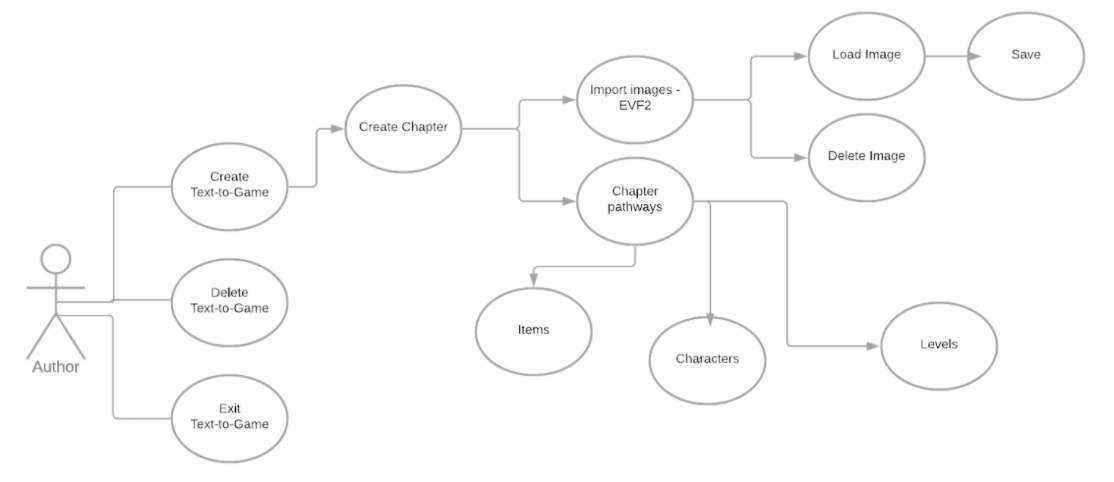 Load Image
Save
Import images -
EVF2
Create Chapter
Delete Image
Create
Text-to-Game
Chapter
pathways
Delete
Text-to-Game
Items
Characters
Levels
Author
Exit
Text-to-Game